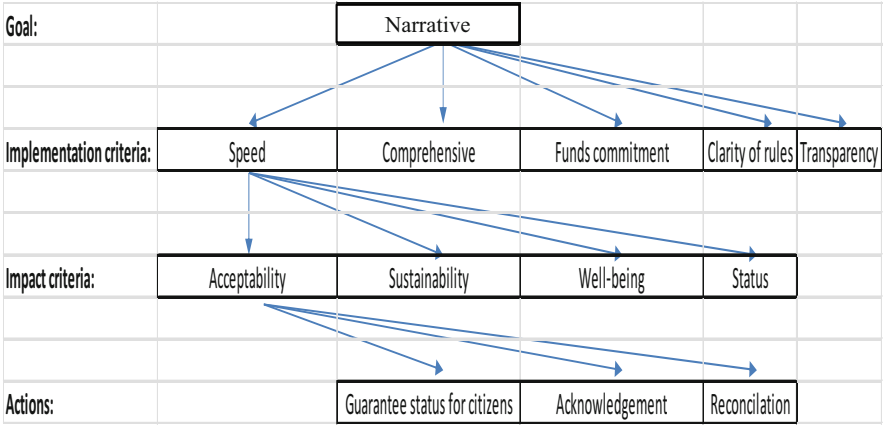 Goal: Narrative
Implementation criteria: Speed Comprehensive Funds commitment Clarity of rules Transparency
Impact criteria: Acceptability Sustainability Well-being Status
Actions: Guarantee status for citizens Acknowledgement Reconcilation